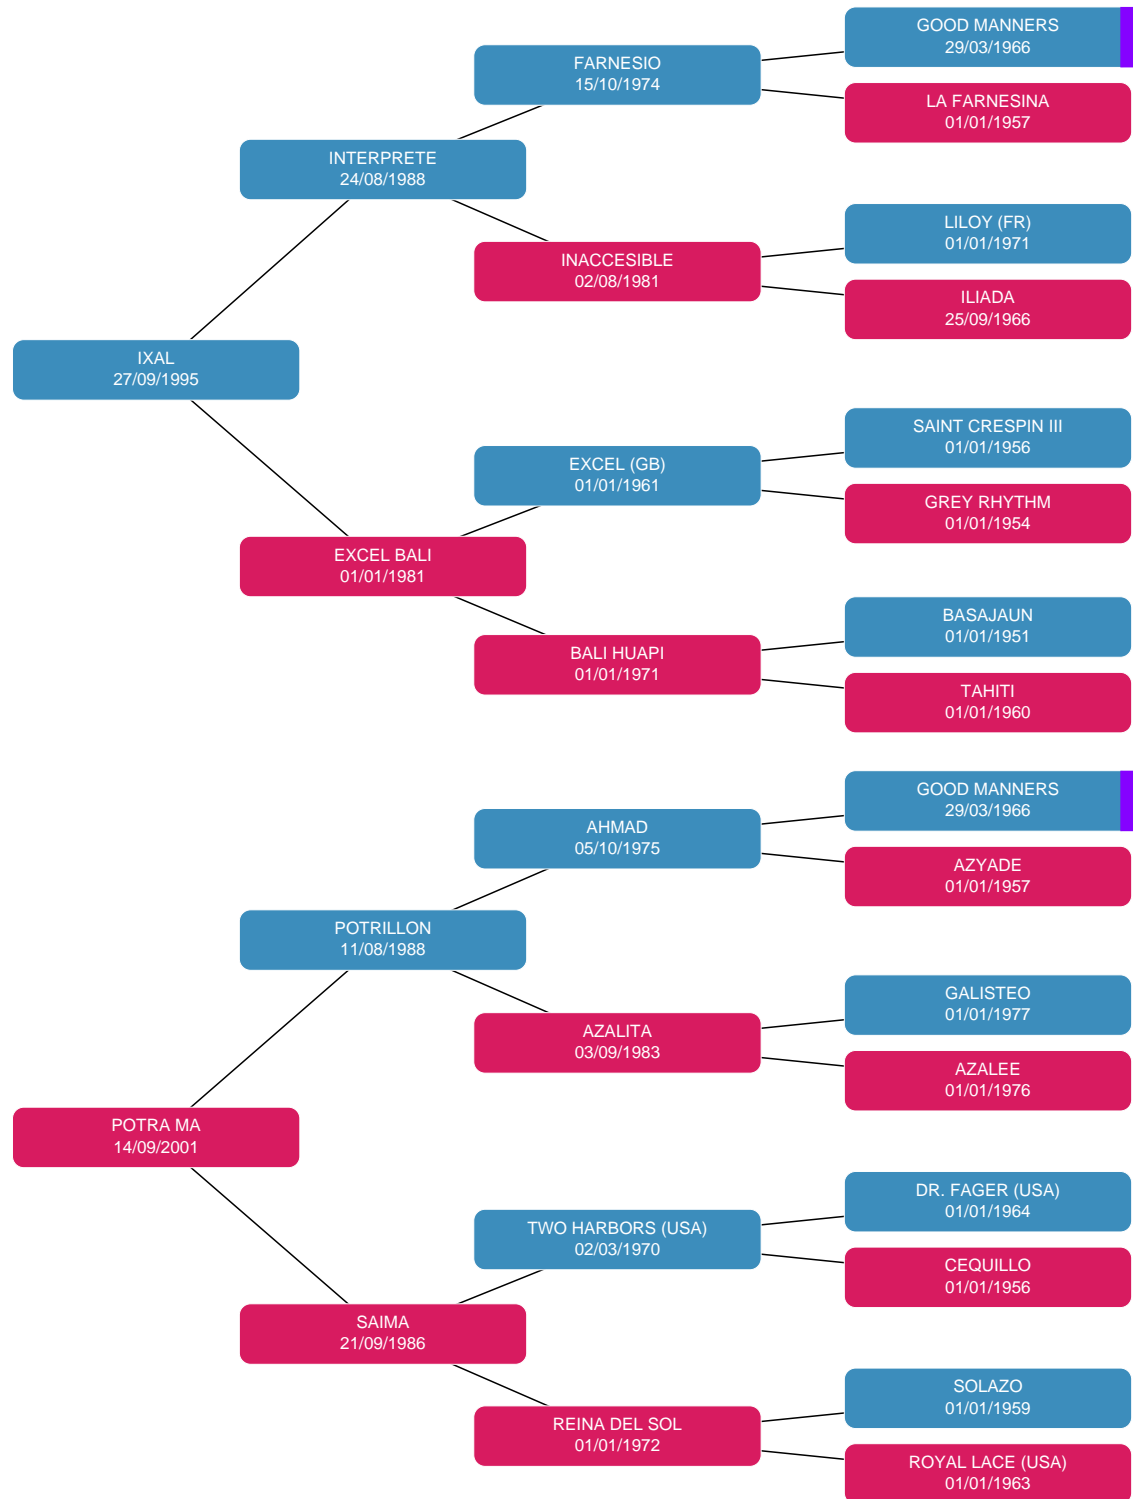 GOOD MANNERS
29/03/1966
FARNESIO
15/10/1974
LA FARNESINA
01/01/1957
INTERPRETE
24/08/1988
LILOY (FR)
01/01/1971
INACCESIBLE
02/08/1981
ILIADA
25/09/1966
IXAL
27/09/1995
SAINT CRESPIN III
01/01/1956
EXCEL (GB)
01/01/1961
GREY RHYTHM
01/01/1954
EXCEL BALI
01/01/1981
BASAJAUN
01/01/1951
BALI HUAPI
01/01/1971
TAHITI
01/01/1960
GOOD MANNERS
29/03/1966
AHMAD
05/10/1975
AZYADE
01/01/1957
POTRILLON
11/08/1988
GALISTEO
01/01/1977
AZALITA
03/09/1983
AZALEE
01/01/1976
POTRA MA
14/09/2001
DR. FAGER (USA)
01/01/1964
TWO HARBORS (USA)
02/03/1970
CEQUILLO
01/01/1956
SAIMA
21/09/1986
SOLAZO
01/01/1959
REINA DEL SOL
01/01/1972
ROYAL LACE (USA)
01/01/1963